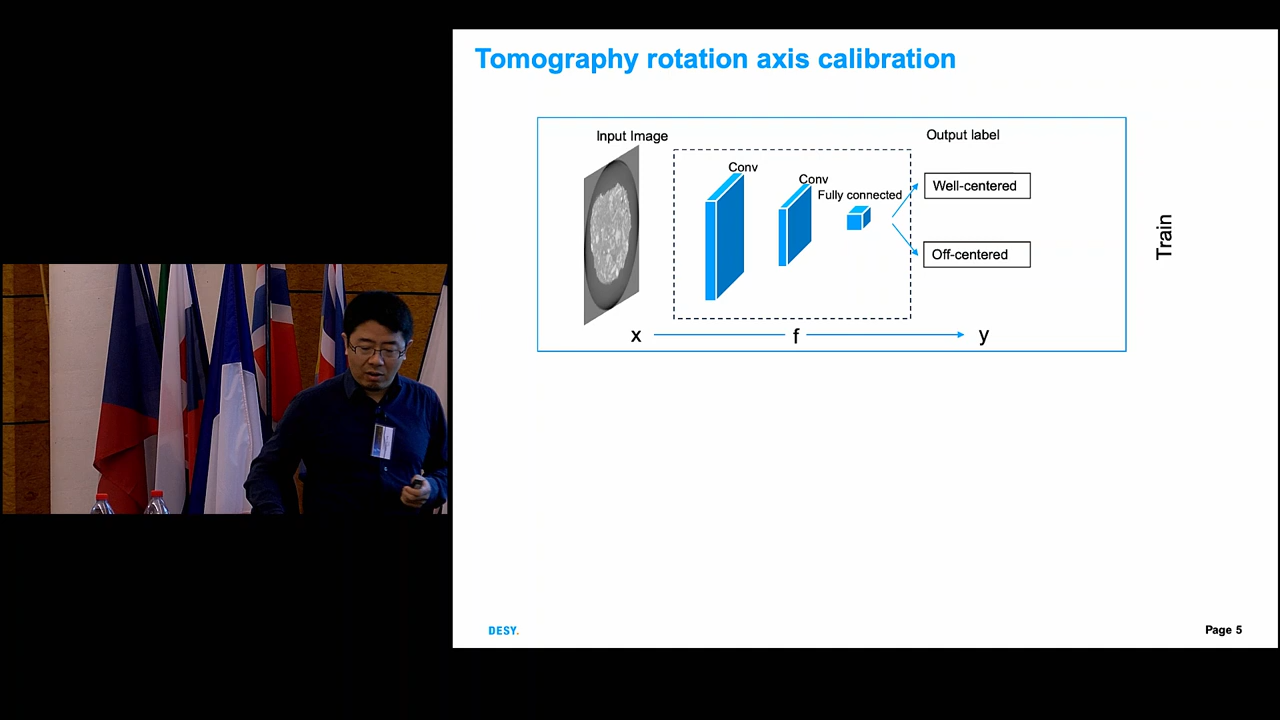 Tomography rotation axis calibration
Input Image
Output label
Conv
Conv
Fully connected
Well-centered
Off-centered
Train
x
f
y
DESY.
Page 5